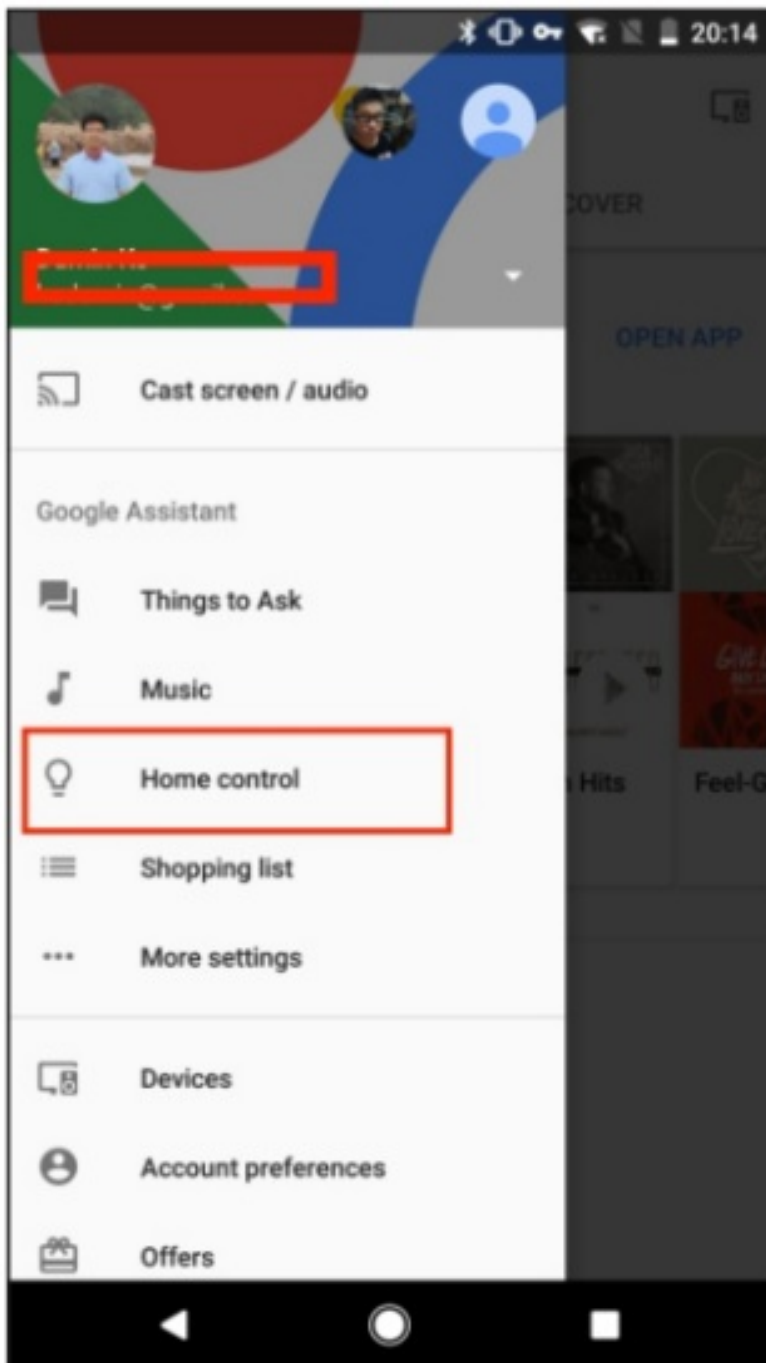 20:14
COVER
OPEN APP
Cast screen / audio
Google Assistant
Things to Ask
Music
Home control
Hits
Feel-G
Shopping list
More settings
Devices
Account preferences
Offers